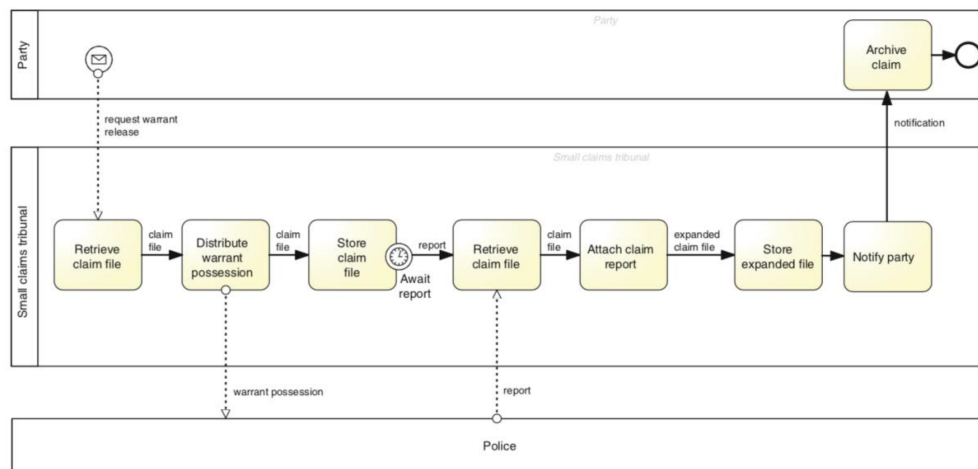 Party
Party
Archive
claim
request warrant
release
notification
Small claims tribunal
Small claims tribunal
Retrieve
claim file
claim
file
Distribute
warrant
possession
claim
file
Store
claim
file
Await
report
report
Retrieve
claim file
claim
file
Attach claim
report
expanded
claim file
Store
expanded file
Notify party
warrant possession
report
Police